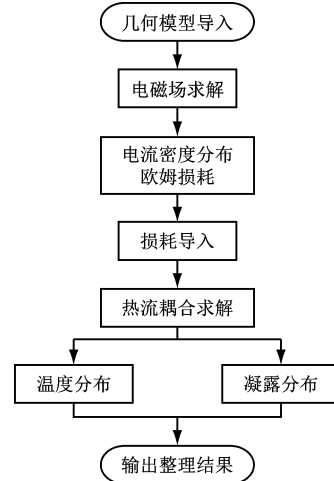 几何模型导入
电磁场求解
电流密度分布
欧姆损耗
损耗导入
热流耦合求解
温度分布
凝露分布
输出整理结果